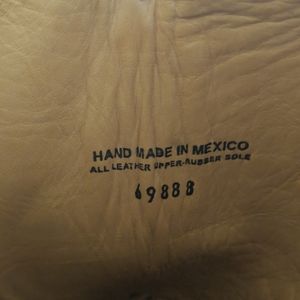 HAND MADE IN MEXICO
ALL LEATHER UPPER-RUBBER SOLE
69888